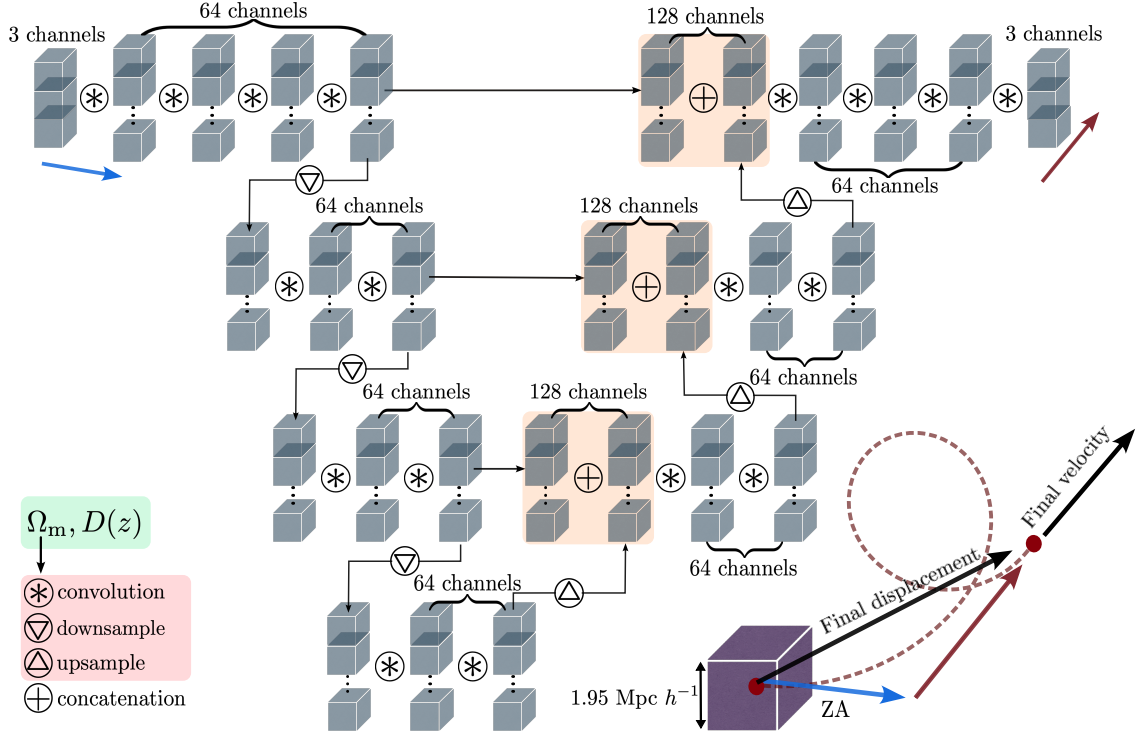 64 channels
128 channels
3 channels
3 channels
64 channels
64 channels
128 channels
64 channels
64 channels
128 channels
Final velocity
Ωm, D(z)
Final displacement
64 channels
64 channels
convolution
downsample
upsample
concatenation
1.95 Mpc h⁻¹
ZA